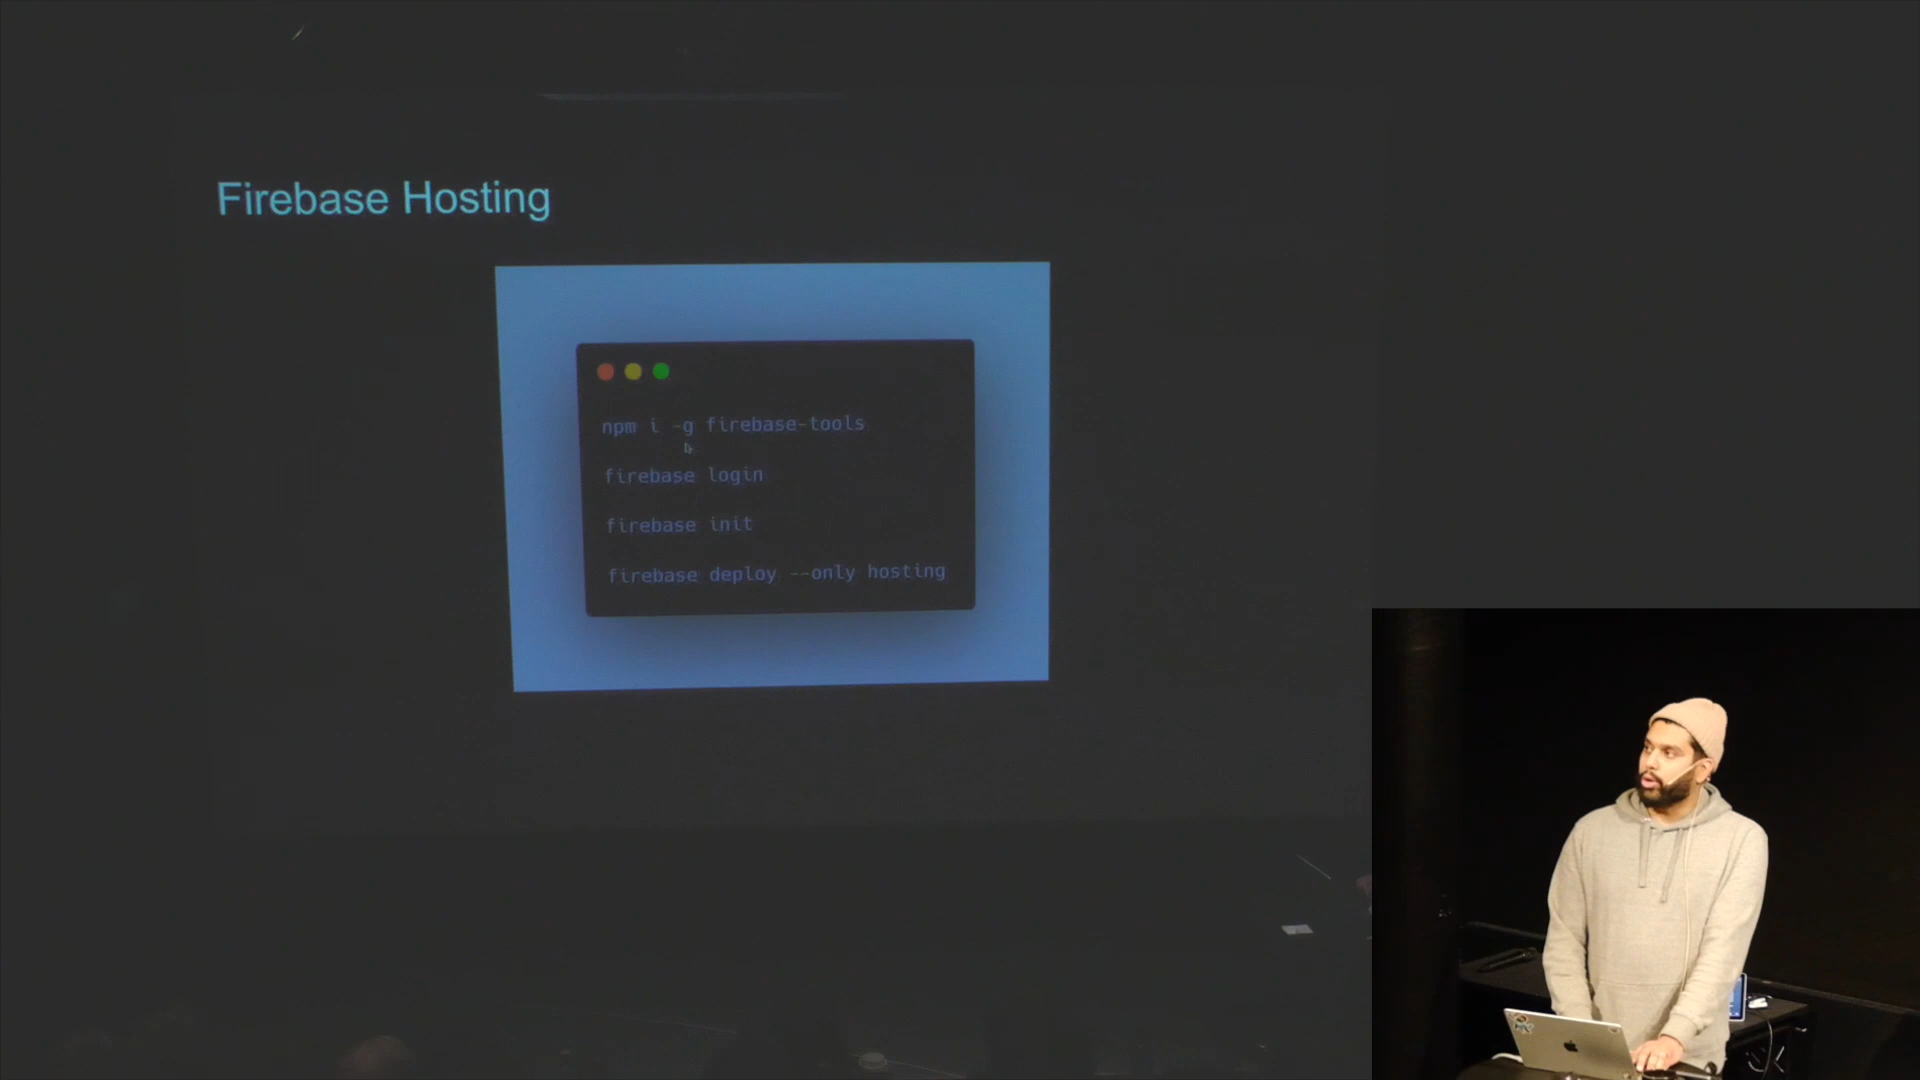 Firebase Hosting
npm i -g firebase-tools
firebase login
firebase init
firebase deploy --only hosting